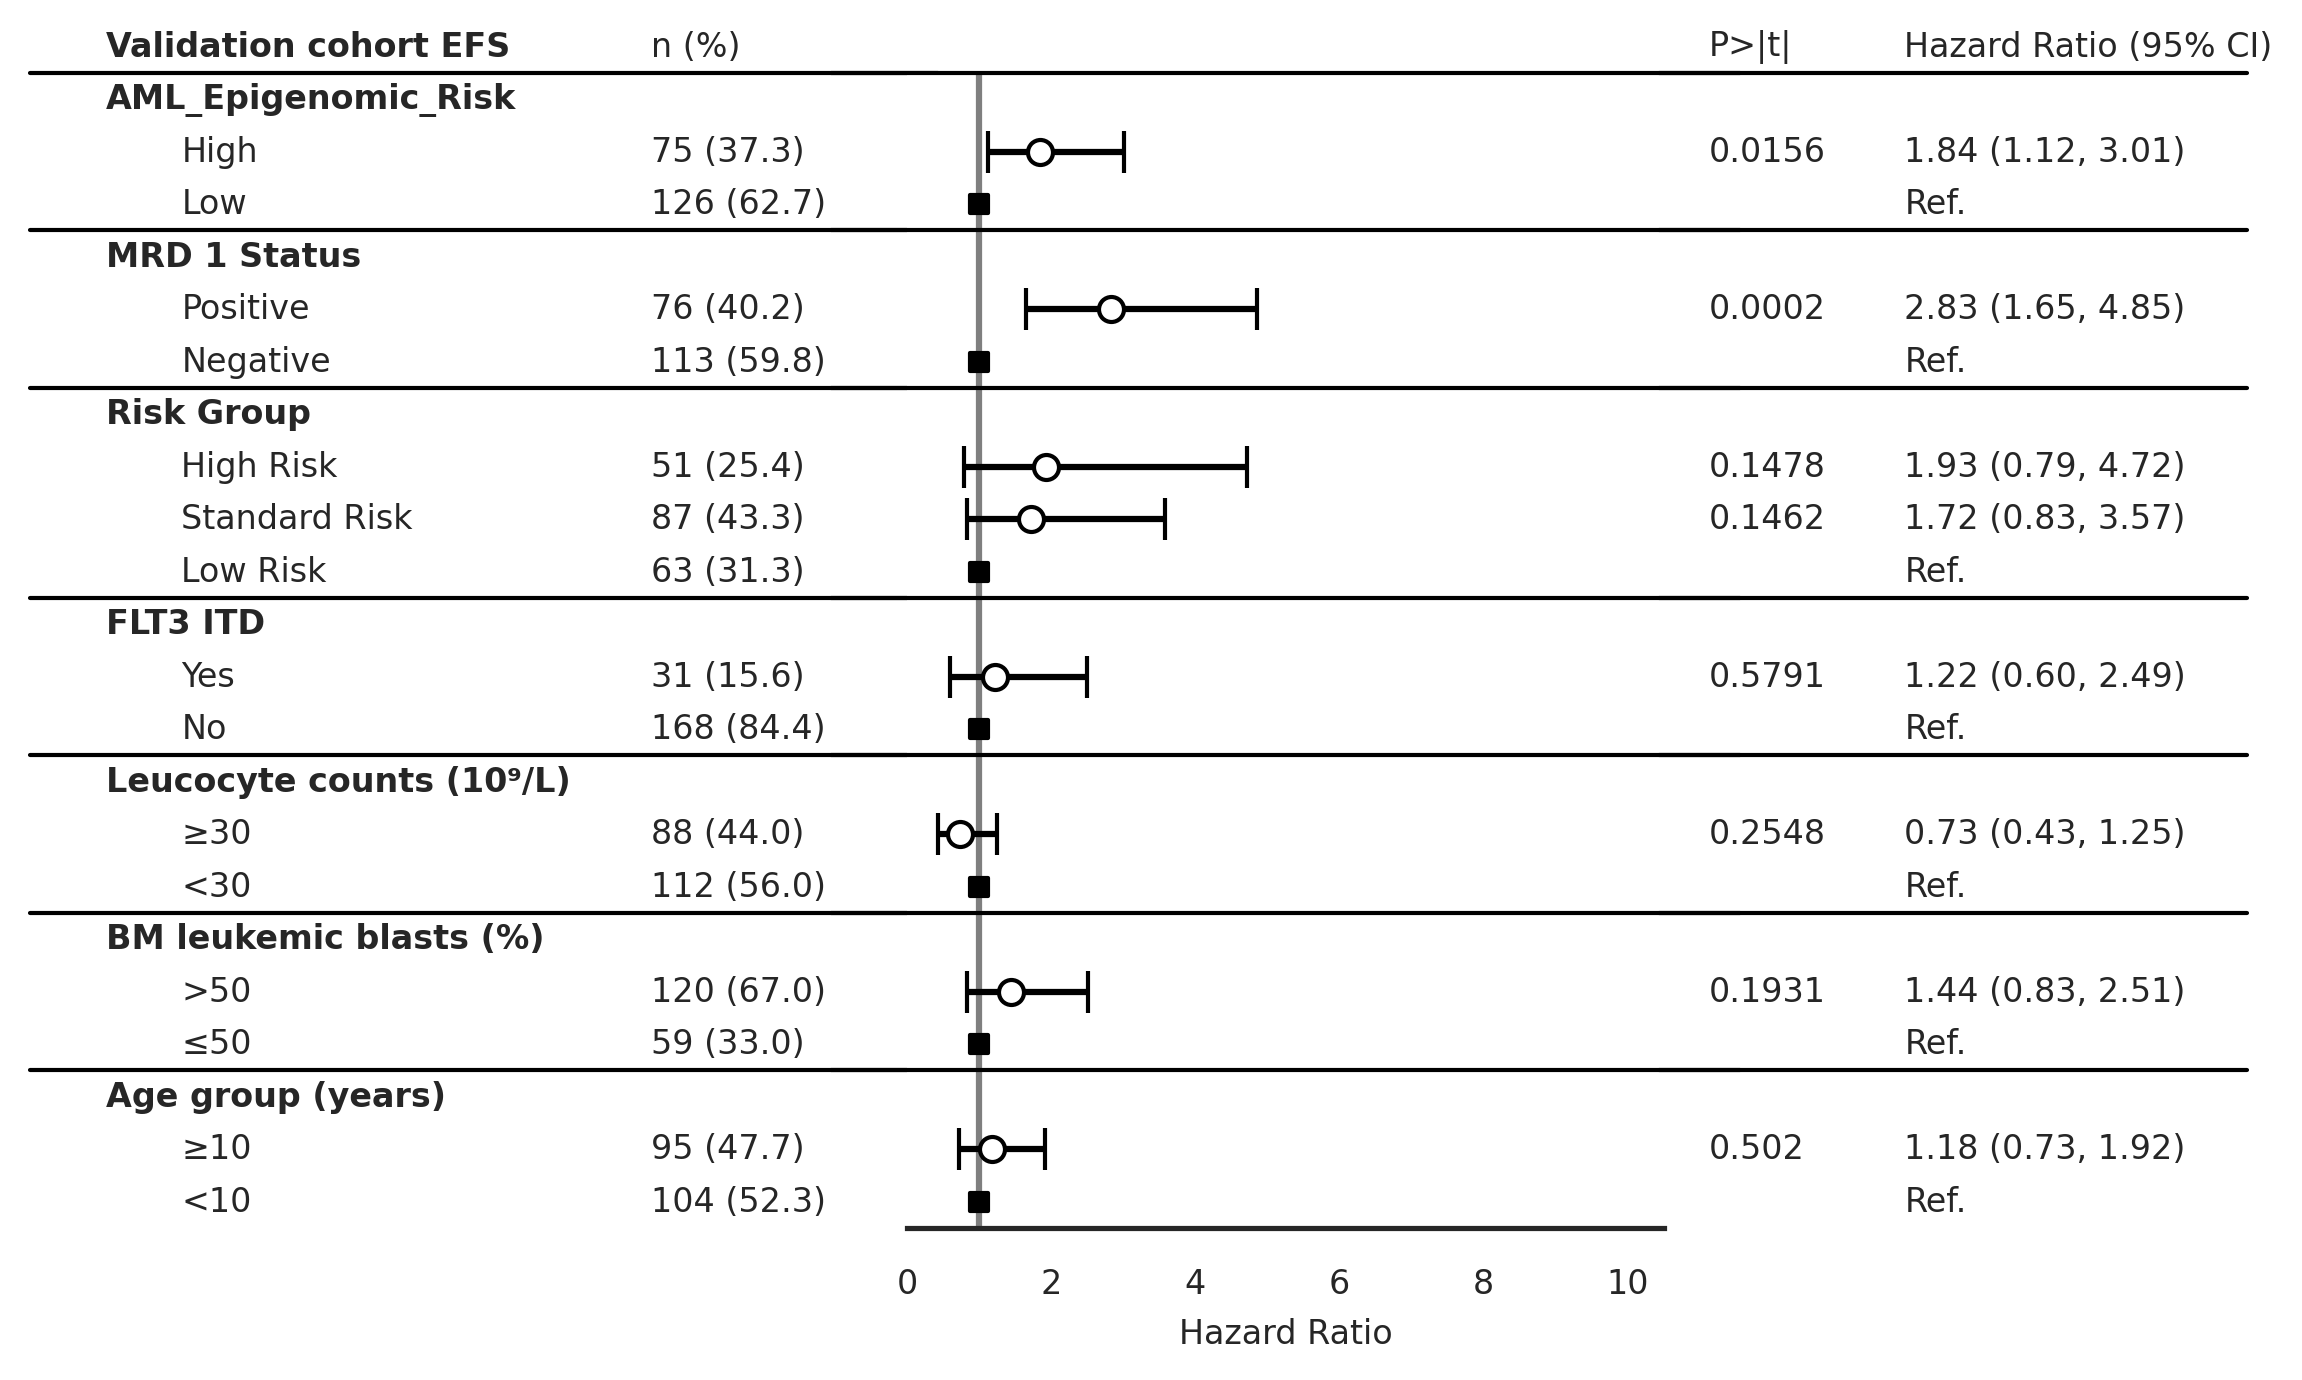 Validation cohort EFS n (%) P>|t| Hazard Ratio (95% CI)
AML_Epigenomic_Risk
High 75 (37.3) 0.0156 1.84 (1.12, 3.01)
Low 126 (62.7) Ref.
MRD 1 Status
Positive 76 (40.2) 0.0002 2.83 (1.65, 4.85)
Negative 113 (59.8) Ref.
Risk Group
High Risk 51 (25.4) 0.1478 1.93 (0.79, 4.72)
Standard Risk 87 (43.3) 0.1462 1.72 (0.83, 3.57)
Low Risk 63 (31.3) Ref.
FLT3 ITD
Yes 31 (15.6) 0.5791 1.22 (0.60, 2.49)
No 168 (84.4) Ref.
Leucocyte counts (10⁹/L)
≥30 88 (44.0) 0.2548 0.73 (0.43, 1.25)
<30 112 (56.0) Ref.
BM leukemic blasts (%)
>50 120 (67.0) 0.1931 1.44 (0.83, 2.51)
≤50 59 (33.0) Ref.
Age group (years)
≥10 95 (47.7) 0.502 1.18 (0.73, 1.92)
<10 104 (52.3) Ref.
0 2 4 6 8 10
Hazard Ratio